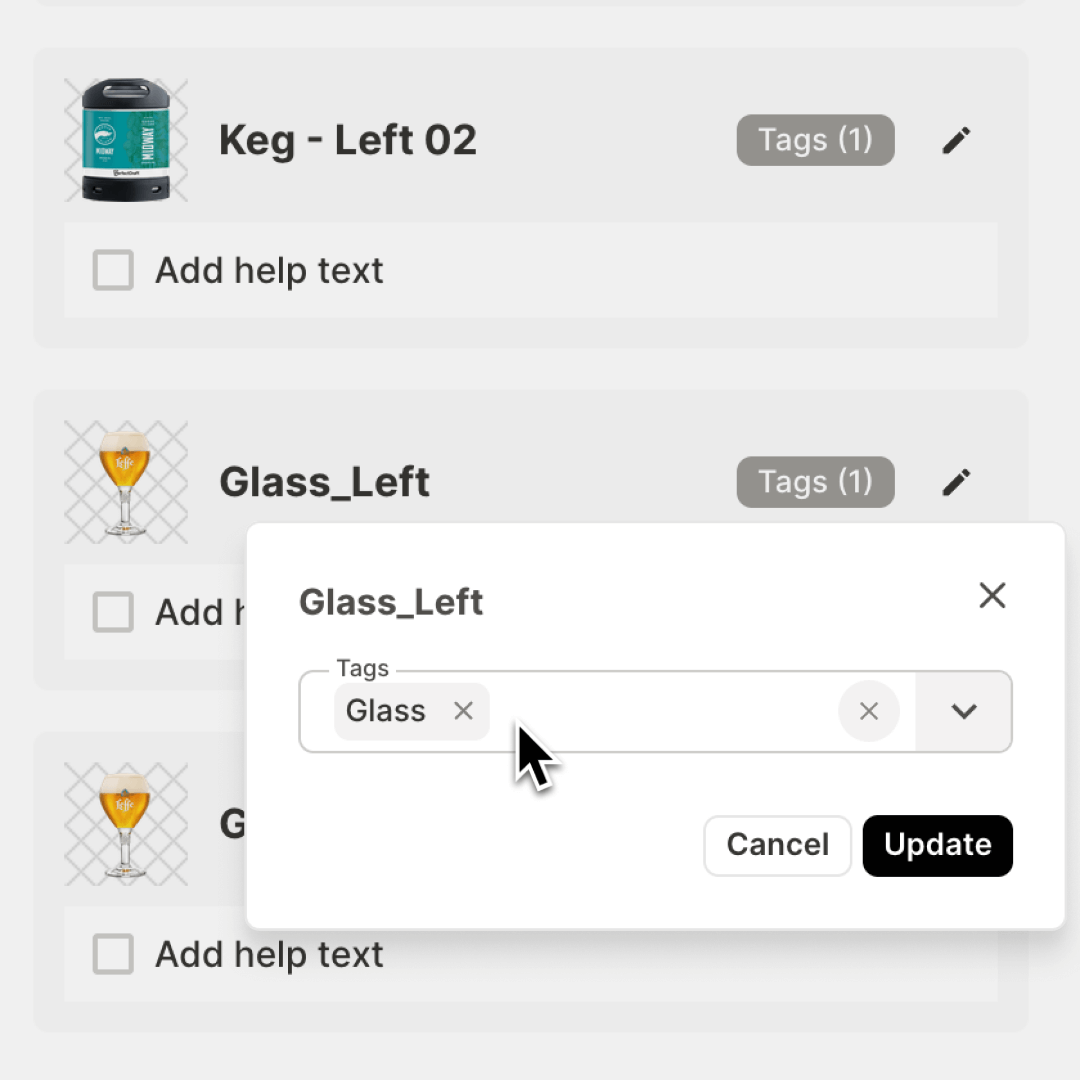 MIDWAY
MIDWAY
PerfectDraft
Keg - Left 02
Tags (1)
Add help text
Leffe
Glass_Left
Tags (1)
Add h
Glass_Left
Tags
Glass
Leffe
G
Cancel
Update
Add help text